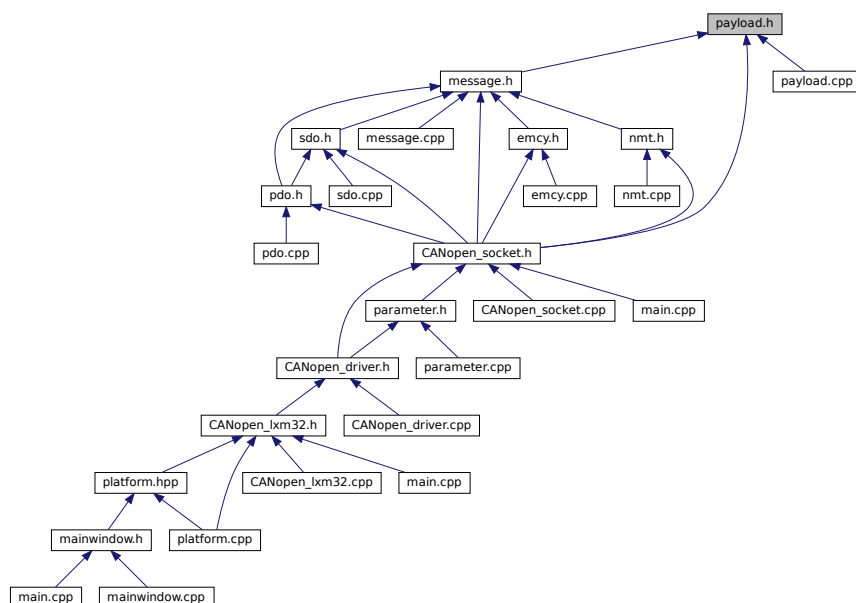 payload.h
message.h
payload.cpp
sdo.h
message.cpp
emcy.h
nmt.h
pdo.h
sdo.cpp
emcy.cpp
nmt.cpp
pdo.cpp
CANopen_socket.h
parameter.h
CANopen_socket.cpp
main.cpp
CANopen_driver.h
parameter.cpp
CANopen_lxm32.h
CANopen_driver.cpp
platform.hpp
CANopen_lxm32.cpp
main.cpp
mainwindow.h
platform.cpp
main.cpp
mainwindow.cpp